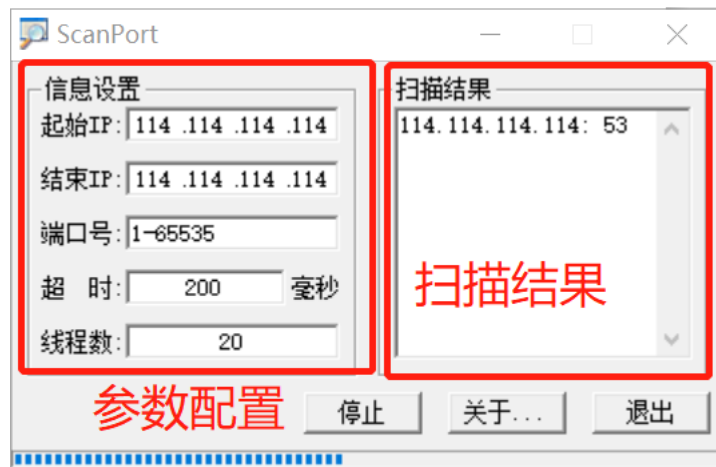 ScanPort
信息设置
起始IP: 114 .114 .114 .114
结束IP: 114 .114 .114 .114
端口号: 1-65535
超 时: 200 毫秒
线程数: 20
扫描结果
114.114.114.114: 53
扫描结果
参数配置
停止
关于...
退出